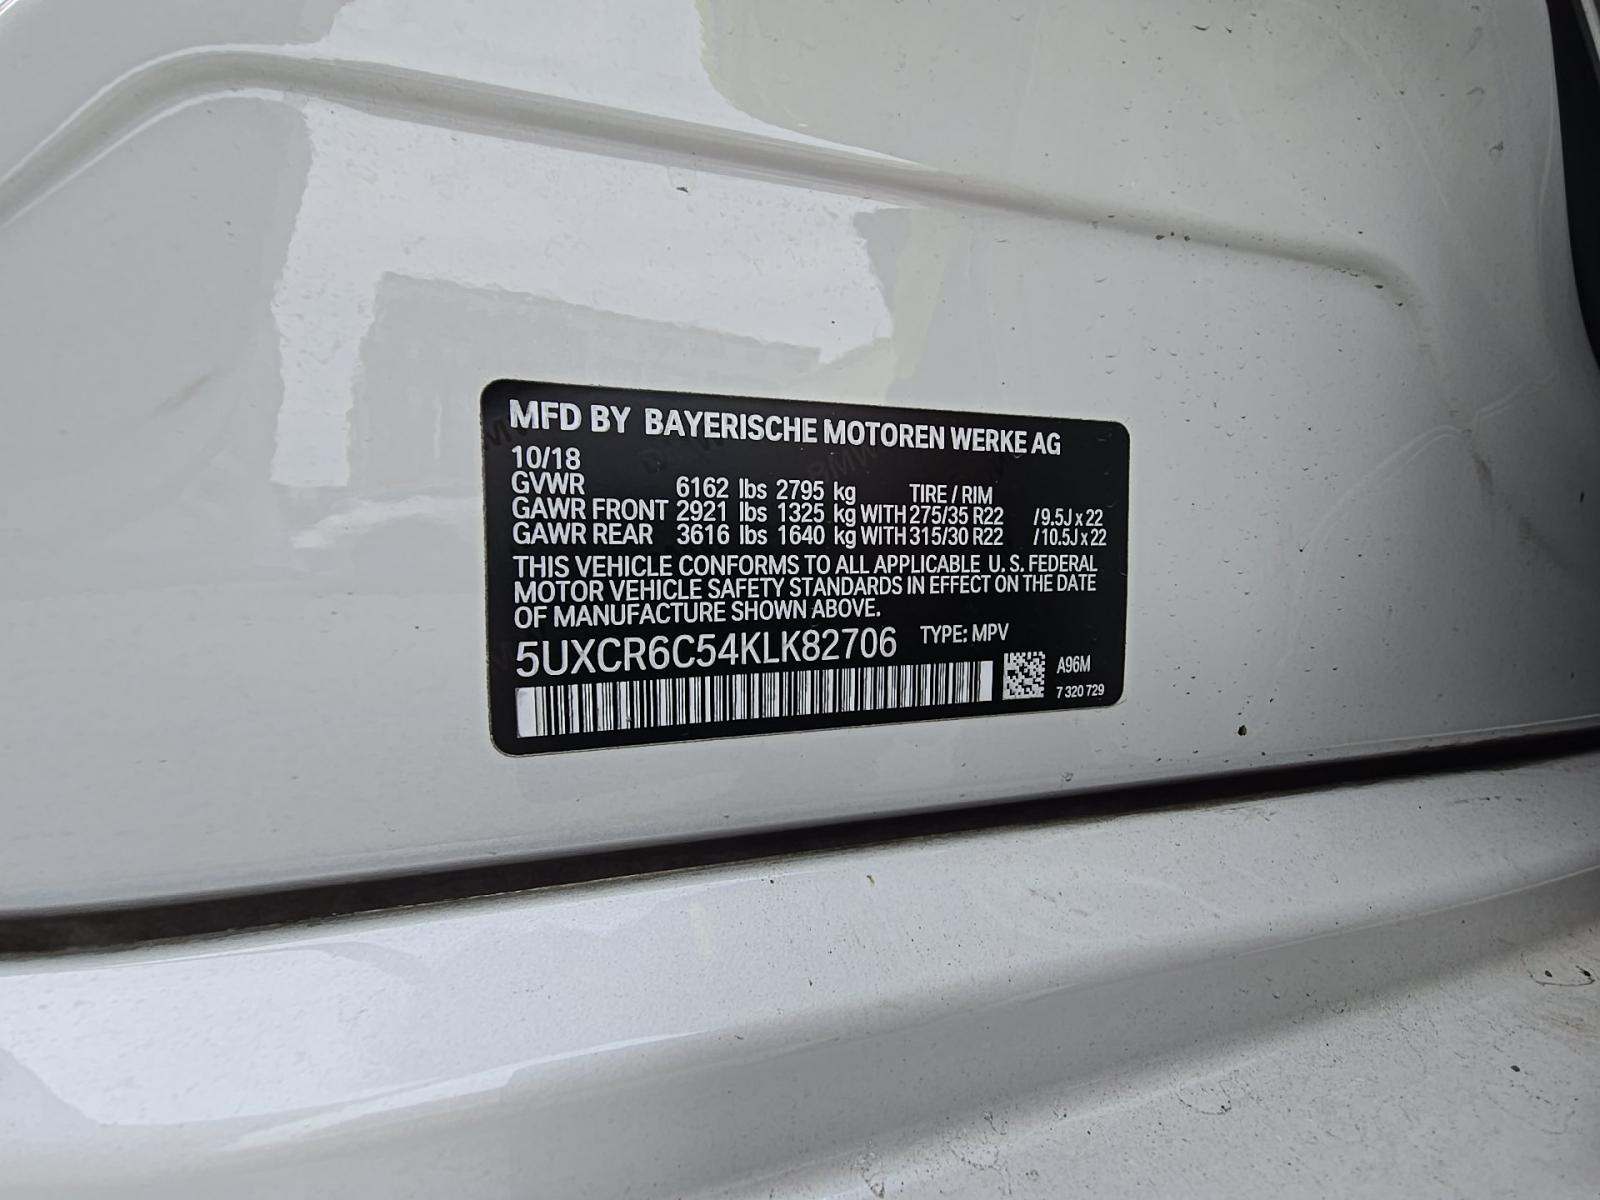 MFD BY BAYERISCHE MOTOREN WERKE AG
10/18
GVWR 6162 lbs 2795 kg TIRE / RIM
GAWR FRONT 2921 lbs 1325 kg WITH 275/35 R22 / 9.5J x 22
GAWR REAR 3616 lbs 1640 kg WITH 315/30 R22 / 10.5J x 22
THIS VEHICLE CONFORMS TO ALL APPLICABLE U. S. FEDERAL
MOTOR VEHICLE SAFETY STANDARDS IN EFFECT ON THE DATE
OF MANUFACTURE SHOWN ABOVE.
5UXCR6C54KLK82706 TYPE: MPV
A96M
7 320 729